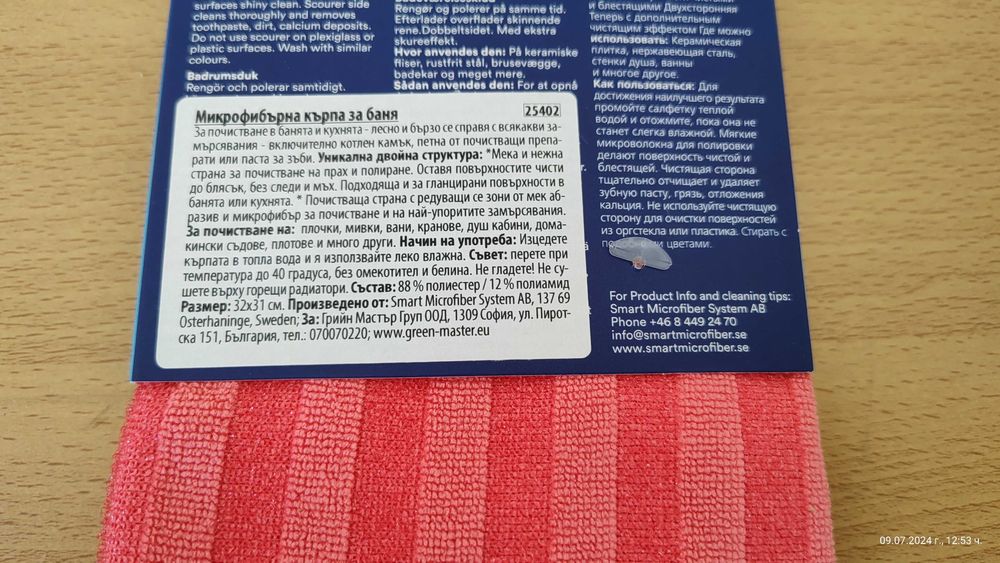 surfaces shiny clean. Scourer side
cleans thoroughly and removes
toothpaste, dirt, calcium deposits.
Do not use scourer on plexiglass or
plastic surfaces. Wash with similar
colours.
Badrumsduk
Rengör och polerar samtidigt.
Rengør og polerer på samme tid.
Efterlader overflader skinnende
rene.Dobbeltsidet. Med ekstra
skureeffekt.
Hvor anvendes den: På keramiske
fliser, rustfrit stål, brusevægge,
badekar og meget mere.
Sådan anvendes den: For at opnå
и блестящими Двухсторонняя
Теперь с дополнительным
чистящим эффектом Где можно
использовать: Керамическая
плитка, нержавеющая сталь,
стенки душа, ванны
и многое другое.
Как пользоваться: Для
достижения наилучшего результата
промойте салфетку теплой
водой и отожмите, пока она не
станет слегка влажной. Мягкие
микроволокна для полировки
делают поверхность чистой и
блестящей. Чистящая сторона
тщательно отчищает и удаляет
зубную пасту, грязь, отложения
кальция. Не используйте чистящую
сторону для очистки поверхностей
из оргстекла или пластика. Стирать с
цветами.
Микрофибърна кърпа за баня 25402
За почистване в банята и кухнята - лесно и бързо се справя с всякакви за-
мърсявания - включително котлен камък, петна от почистващи препа-
рати или паста за зъби. Уникална двойна структура: *Мека и нежна
страна за почистване на прах и полиране. Оставя повърхностите чисти
до блясък, без следи и мъх. Подходяща и за гланцирани повърхности в
банята или кухнята. * Почистваща страна с редуващи се зони от мек аб-
разив и микрофибър за почистване и на най-упоритите замърсявания.
За почистване на: плочки, мивки, вани, кранове, душ кабини, дома-
кински съдове, плотове и много други. Начин на употреба: Изцедете
кърпата в топла вода и я използвайте леко влажна. Съвет: перете при
температура до 40 градуса, без омекотител и белина. Не гладете! Не су-
шете върху горещи радиатори. Състав: 88 % полиестер / 12 % полиамид
Размер: 32x31 см. Произведено от: Smart Microfiber System AB, 137 69
Osterhaninge, Sweden; За: Грийн Мастър Груп ООД, 1309 София, ул. Пирот-
ска 151, България, тел.: 070070220; www.green-master.eu
For Product Info and cleaning tips:
Smart Microfiber System AB
Phone +46 8 449 24 70
info@smartmicrofiber.se
www.smartmicrofiber.se
09.07.2024 г., 12:53 ч.